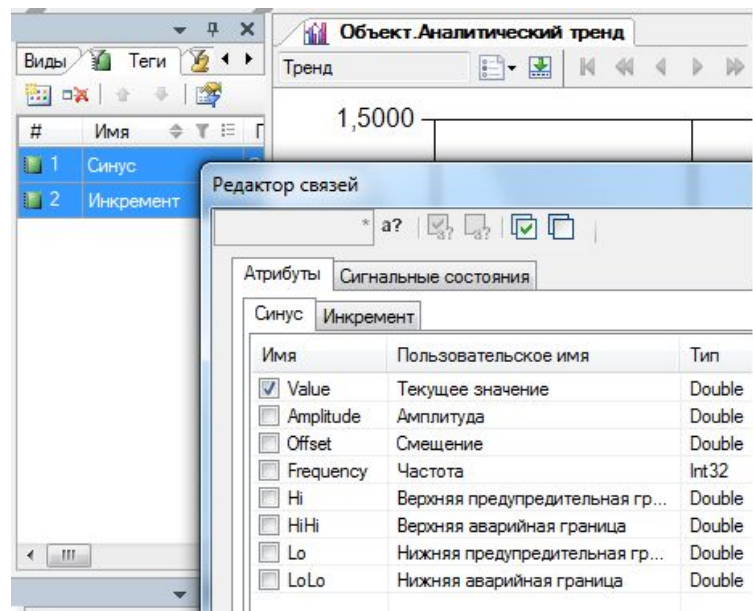 Объект.Аналитический тренд
Виды Теги
Тренд
# Имя
1,5000
1 Синус
2 Инкремент
Редактор связей
* a?
a? a?
Атрибуты Сигнальные состояния
Синус Инкремент
Имя Пользовательское имя Тип
Value Текущее значение Double
Amplitude Амплитуда Double
Offset Смещение Double
Frequency Частота Int32
Hi Верхняя предупредительная гр... Double
HiHi Верхняя аварийная граница Double
Lo Нижняя предупредительная гр... Double
LoLo Нижняя аварийная граница Double